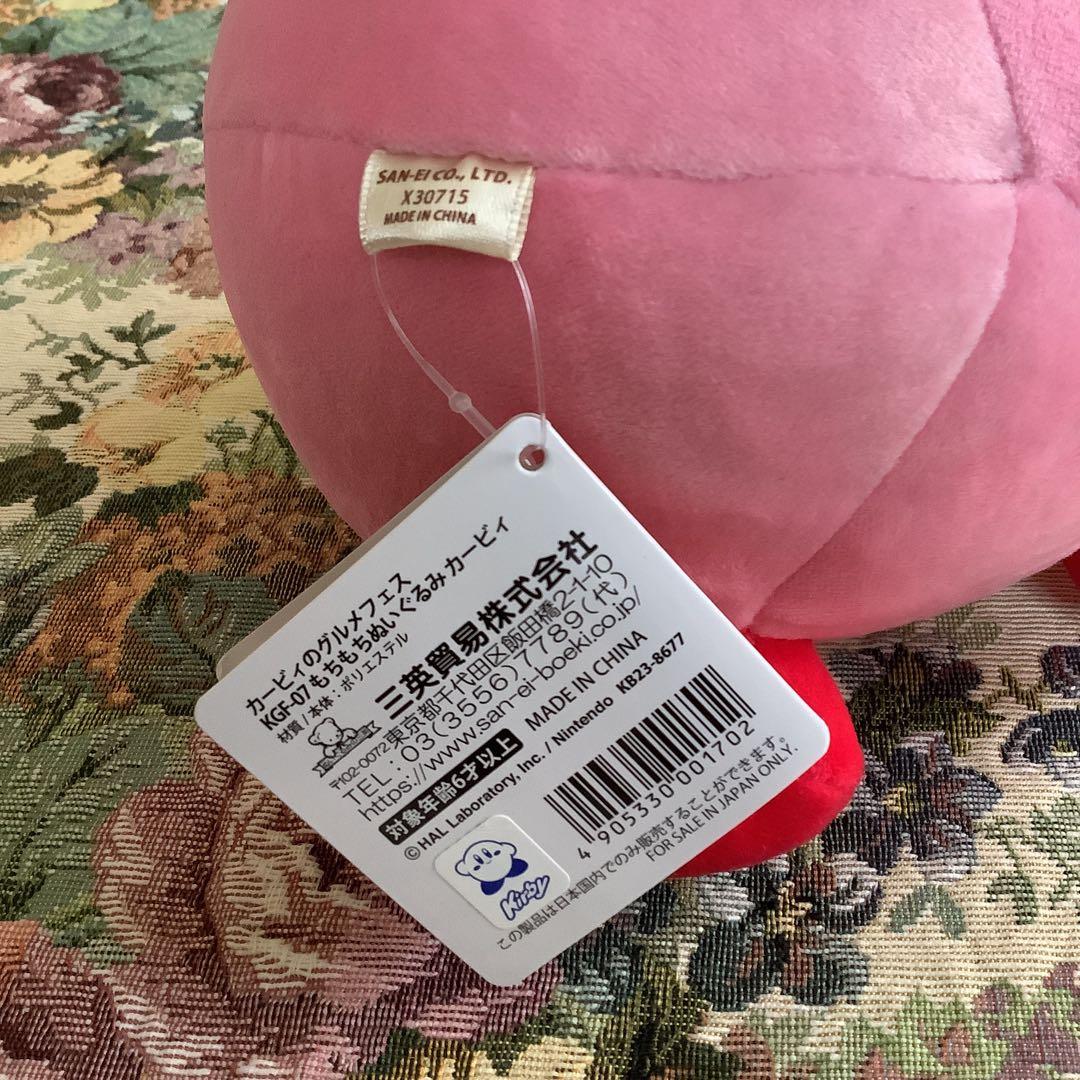 SAN-EI CO., LTD.
X30715
MADE IN CHINA
カービィのグルメフェス
KGF-07 もちもちぬいぐるみ カービィ
材質 / 本体：ポリエステル
三英貿易株式会社
〒102-0072 東京都千代田区飯田橋2-1-10
TEL：03(3556)7789(代)
https://www.san-ei-boeki.co.jp/
対象年齢6才以上 MADE IN CHINA
©HAL Laboratory, Inc. / Nintendo KB23-8677
4 905330 001702
Kirby
この製品は日本国内でのみ販売することができます。
FOR SALE IN JAPAN ONLY.